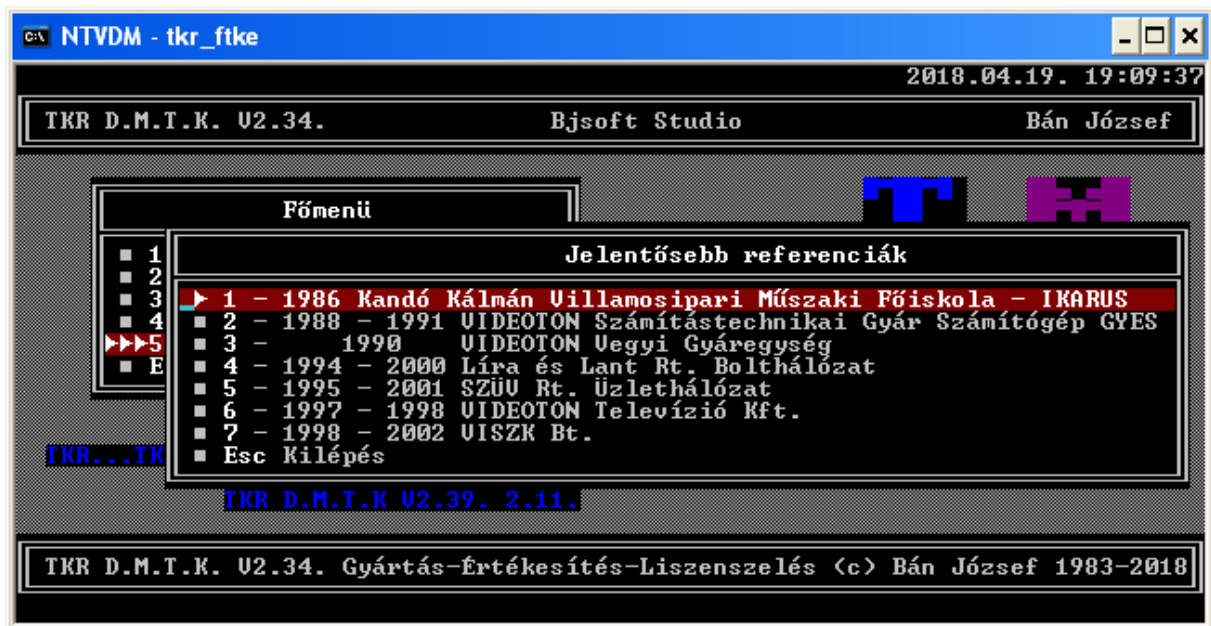 NTVDM - tkr_ftke
2018.04.19. 19:09:37
TKR D.M.T.K. V2.34. Bjsoft Studio Bán József
Főmenü
1
2
3
4
5
E
Jelentősebb referenciák
1 - 1986 Kandó Kálmán Villamosipari Műszaki Főiskola - IKARUS
2 - 1988 - 1991 VIDEOTON Számítástechnikai Gyár Számítógép GYES
3 - 1990 VIDEOTON Vegyi Gyáregység
4 - 1994 - 2000 Líra és Lant Rt. Bolthálózat
5 - 1995 - 2001 SZÜV Rt. Üzlethálózat
6 - 1997 - 1998 VIDEOTON Televízió Kft.
7 - 1998 - 2002 VISZK Bt.
Esc Kilépés
TKR...TK
TKR D.M.T.K V2.39. 2.11.
TKR D.M.T.K. V2.34. Gyártás-Értékesítés-Liszenszelés (c) Bán József 1983-2018